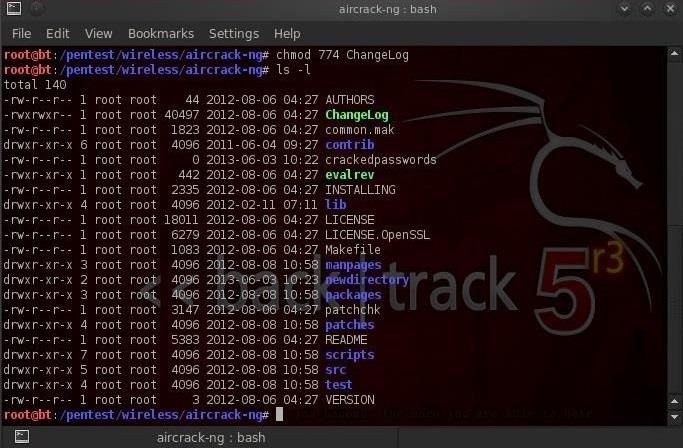 aircrack-ng : bash
File Edit View Bookmarks Settings Help
root@bt:/pentest/wireless/aircrack-ng# chmod 774 ChangeLog
root@bt:/pentest/wireless/aircrack-ng# ls -l
total 140
-rw-r--r-- 1 root root 44 2012-08-06 04:27 AUTHORS
-rwxrwxr-- 1 root root 40497 2012-08-06 04:27 ChangeLog
-rw-r--r-- 1 root root 1823 2012-08-06 04:27 common.mak
drwxr-xr-x 6 root root 4096 2011-06-04 09:27 contrib
-rw-r--r-- 1 root root 0 2013-06-03 10:22 crackedpasswords
-rwxr-xr-x 1 root root 442 2012-08-06 04:27 evalrev
-rw-r--r-- 1 root root 2335 2012-08-06 04:27 INSTALLING
drwxr-xr-x 4 root root 4096 2012-02-11 07:11 lib
-rw-r--r-- 1 root root 18011 2012-08-06 04:27 LICENSE
-rw-r--r-- 1 root root 6279 2012-08-06 04:27 LICENSE.OpenSSL
-rw-r--r-- 1 root root 1083 2012-08-06 04:27 Makefile
drwxr-xr-x 3 root root 4096 2012-08-08 10:58 manpages
drwxr-xr-x 2 root root 4096 10:23 newdirectory
drwxr-xr-x 3 root root 4096 2012-08-08 10:58 packages
-rw-r--r-- 1 root root 3147 2012-08-06 04:27 patchchk
drwxr-xr-x 4 root root 4096 2012-08-08 10:58 patches
-rw-r--r-- 1 root root 5383 2012-08-06 04:27 README
drwxr-xr-x 7 root root 4096 2012-08-08 10:58 scripts
drwxr-xr-x 5 root root 4096 2012-08-08 10:58 src
drwxr-xr-x 4 root root 4096 2012-08-08 10:58 test
-rw-r--r-- 1 root root 3 2012-08-06 04:27 VERSION
root@bt:/pentest/wireless/aircrack-ng#
<< back | track 5 r3
aircrack-ng : bash